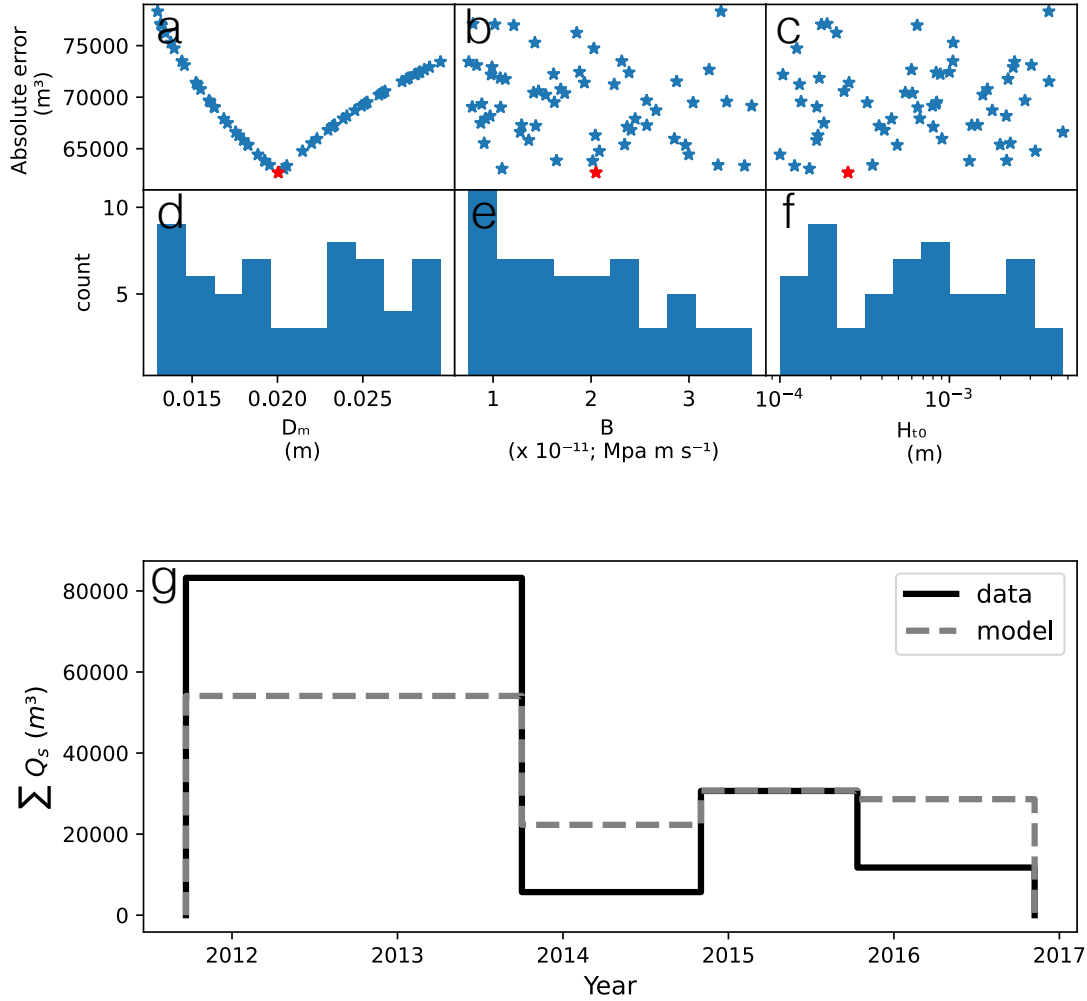 a
b
c
75000
70000
65000
Absolute error
(m³)
d
e
f
10
5
count
0.015 0.020 0.025
Dₘ
(m)
1 2 3
B
(x 10⁻¹¹; Mpa m s⁻¹)
10⁻⁴ 10⁻³
Hₜ₀
(m)
g
80000
60000
40000
20000
0
∑ Qₛ (m³)
data
model
2012 2013 2014 2015 2016 2017
Year